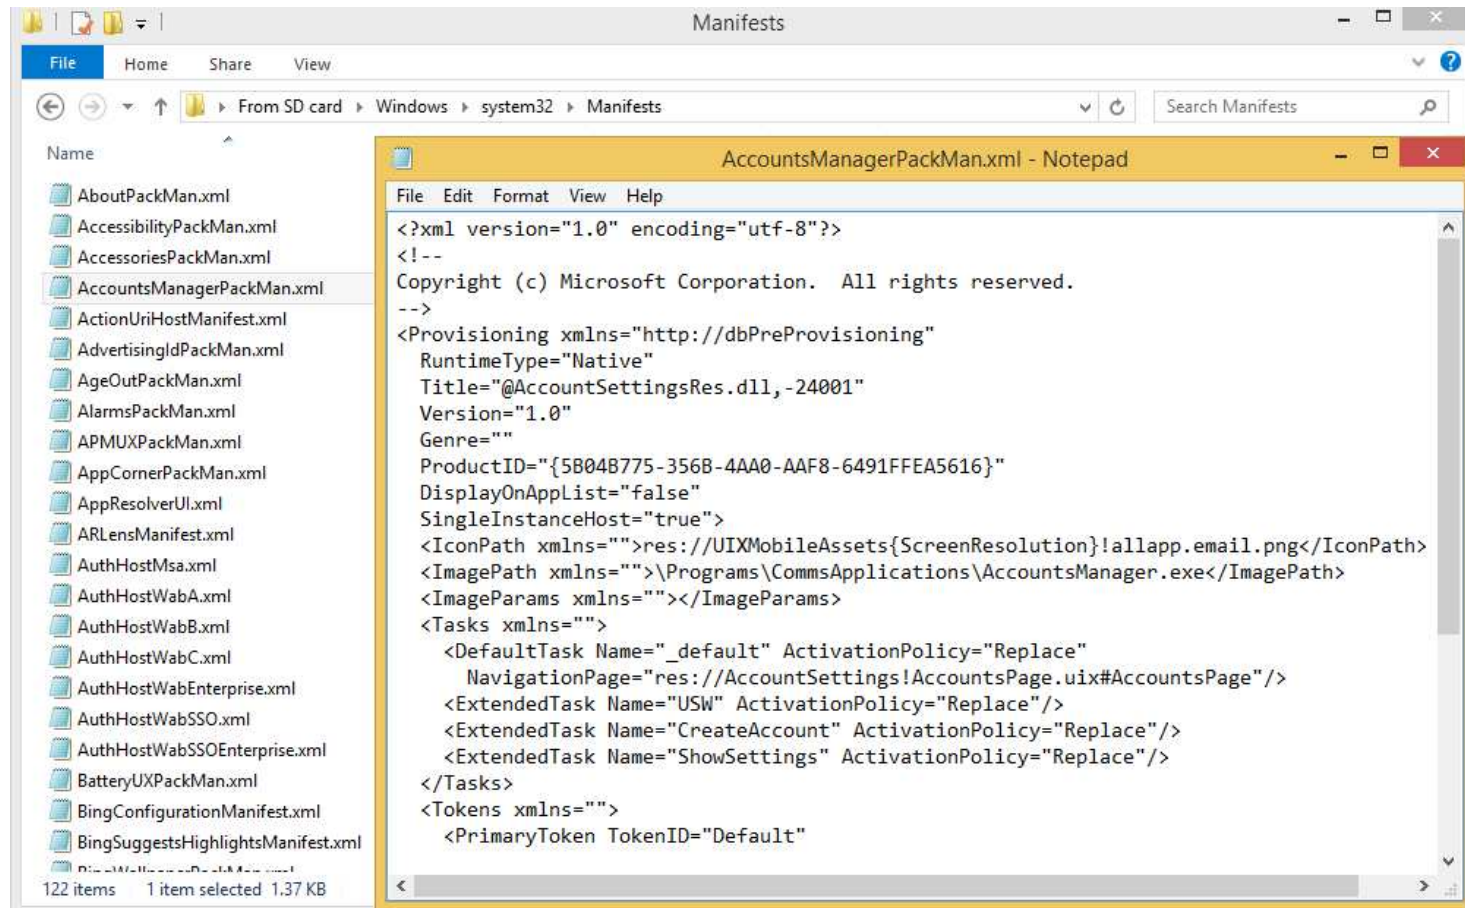 Manifests
File Home Share View
From SD card Windows system32 Manifests
Search Manifests
Name
AboutPackMan.xml
AccessibilityPackMan.xml
AccessoriesPackMan.xml
AccountsManagerPackMan.xml
ActionUriHostManifest.xml
AdvertisingIdPackMan.xml
AgeOutPackMan.xml
AlarmsPackMan.xml
APMUXPackMan.xml
AppCornerPackMan.xml
AppResolverUI.xml
ARLensManifest.xml
AuthHostMsa.xml
AuthHostWabA.xml
AuthHostWabB.xml
AuthHostWabC.xml
AuthHostWabEnterprise.xml
AuthHostWabSSO.xml
AuthHostWabSSOEnterprise.xml
BatteryUXPackMan.xml
BingConfigurationManifest.xml
BingSuggestsHighlightsManifest.xml
122 items 1 item selected 1.37 KB
AccountsManagerPackMan.xml - Notepad
File Edit Format View Help
<?xml version="1.0" encoding="utf-8"?>
<!--
Copyright (c) Microsoft Corporation.  All rights reserved.
-->
<Provisioning xmlns="http://dbPreProvisioning"
  RuntimeType="Native"
  Title="@AccountSettingsRes.dll,-24001"
  Version="1.0"
  Genre=""
  ProductID="{5B04B775-356B-4AA0-AAF8-6491FFEA5616}"
  DisplayOnAppList="false"
  SingleInstanceHost="true">
  <IconPath xmlns="">res://UIXMobileAssets{ScreenResolution}!allapp.email.png</IconPath>
  <ImagePath xmlns="">\Programs\CommsApplications\AccountsManager.exe</ImagePath>
  <ImageParams xmlns=""></ImageParams>
  <Tasks xmlns="">
    <DefaultTask Name="_default" ActivationPolicy="Replace"
      NavigationPage="res://AccountSettings!AccountsPage.uix#AccountsPage"/>
    <ExtendedTask Name="USW" ActivationPolicy="Replace"/>
    <ExtendedTask Name="CreateAccount" ActivationPolicy="Replace"/>
    <ExtendedTask Name="ShowSettings" ActivationPolicy="Replace"/>
  </Tasks>
  <Tokens xmlns="">
    <PrimaryToken TokenID="Default"